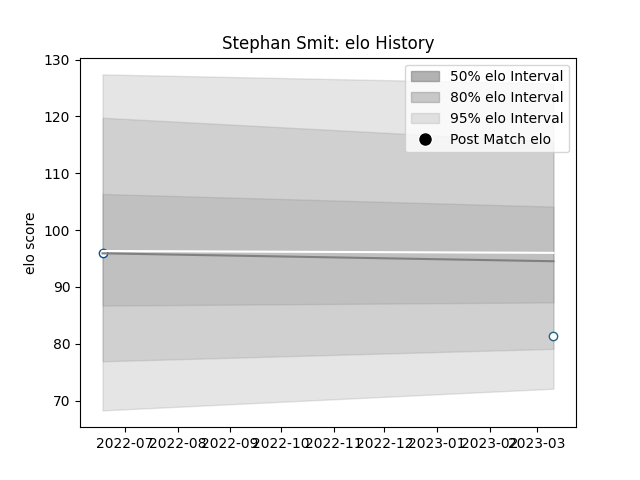 Stephan Smit: elo History
130
120
110
100
90
80
70
elo score
50% elo Interval
80% elo Interval
95% elo Interval
Post Match elo
2022-07 2022-08 2022-09 2022-10 2022-11 2022-12 2023-01 2023-02 2023-03